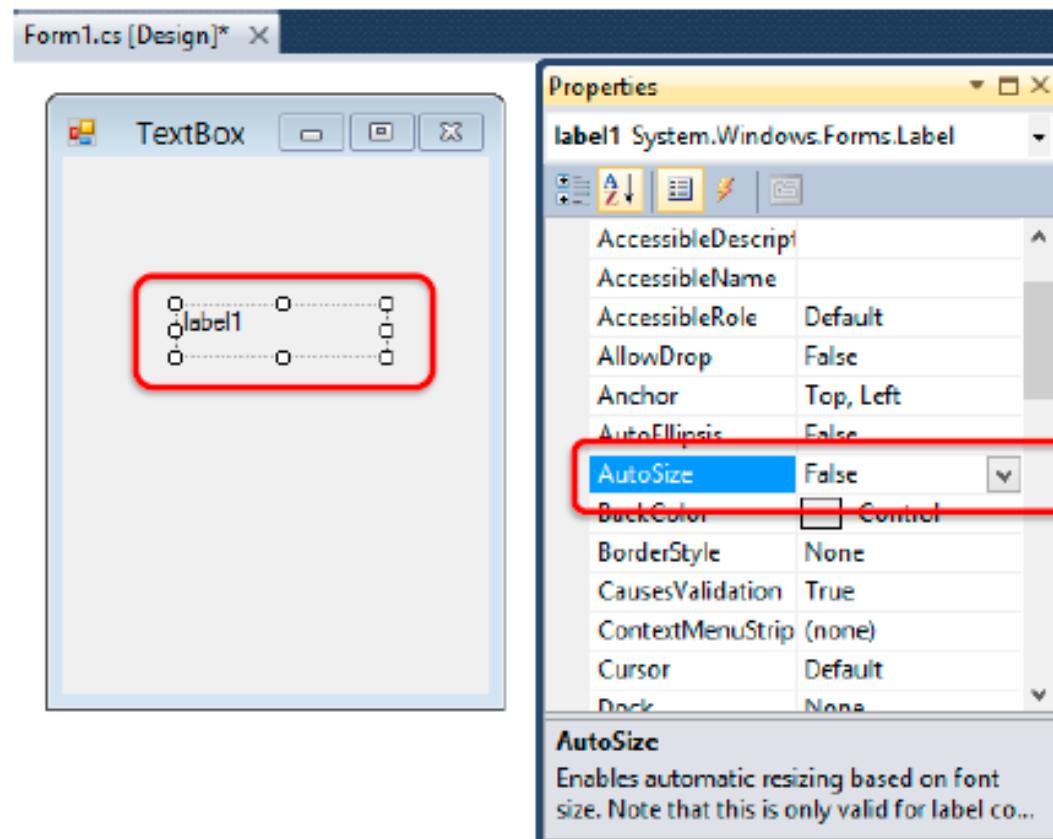 Form1.cs [Design]*
TextBox
label1
Properties
label1 System.Windows.Forms.Label
AccessibleDescript
AccessibleName
AccessibleRole Default
AllowDrop False
Anchor Top, Left
AutoEllipsis False
AutoSize False
BackColor Control
BorderStyle None
CausesValidation True
ContextMenuStrip (none)
Cursor Default
Dock None
AutoSize
Enables automatic resizing based on font
size. Note that this is only valid for label co...